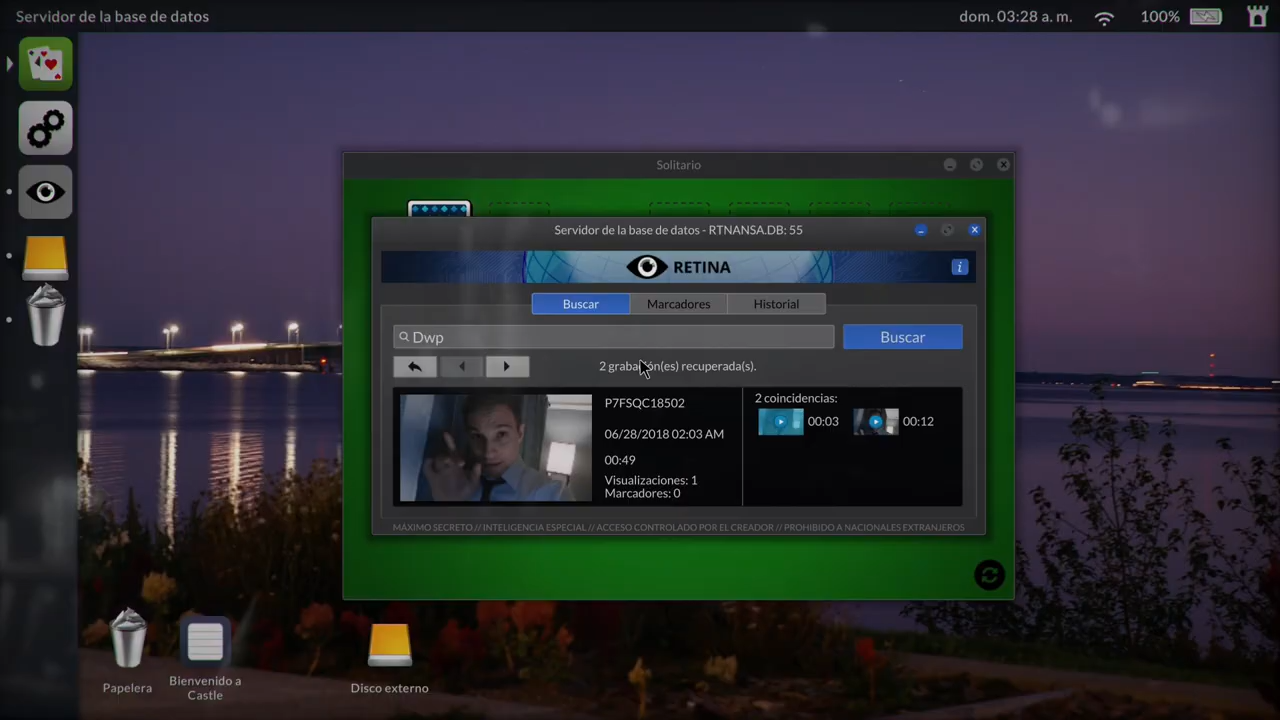 Servidor de la base de datos
dom. 03:28 a. m.
100%
Solitario
Servidor de la base de datos - RTNANSA.DB: 55
RETINA
i
Buscar
Marcadores
Historial
Dwp
Buscar
2 grabación(es) recuperada(s).
P7FSQC18502
06/28/2018 02:03 AM
00:49
Visualizaciones: 1
Marcadores: 0
2 coincidencias:
00:03
00:12
MÁXIMO SECRETO // INTELIGENCIA ESPECIAL // ACCESO CONTROLADO POR EL CREADOR // PROHIBIDO A NACIONALES EXTRANJEROS
Papelera
Bienvenido a
Castle
Disco externo